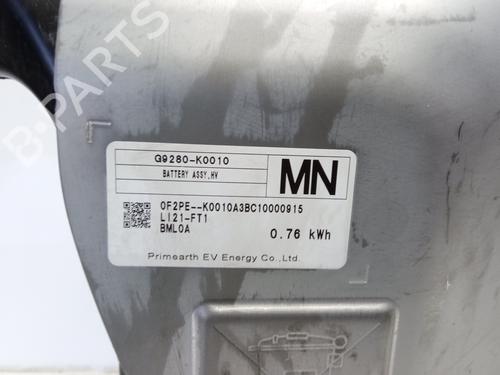 G9280-K0010
BATTERY ASSY,HV
MN
0F2PE--K0010A3BC10000915
LI21-FT1
BML0A
0.76 kWh
Primearth EV Energy Co.,Ltd.
B-PARTS